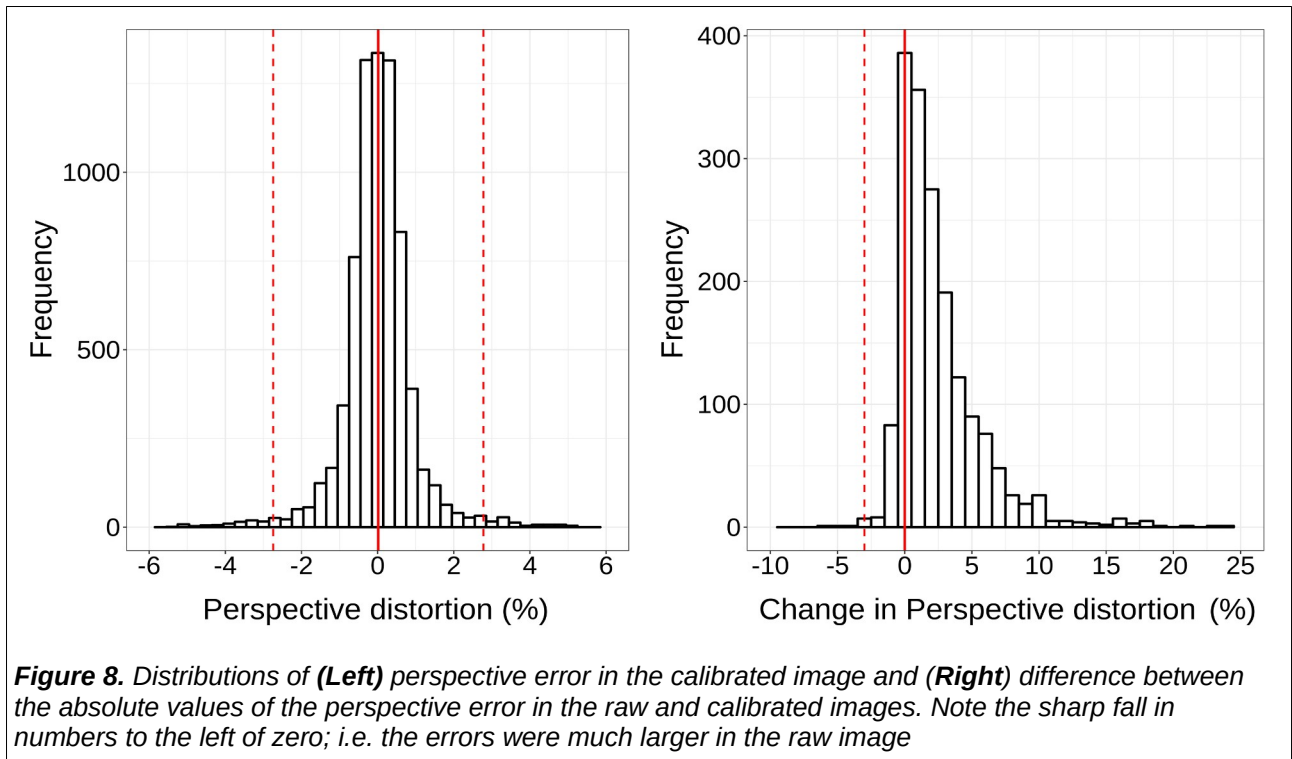 400
300
200
100
0
1000
500
0
Frequency
Frequency
-6 -4 -2 0 2 4 6
-10 -5 0 5 10 15 20 25
Perspective distortion (%)
Change in Perspective distortion (%)
Figure 8. Distributions of (Left) perspective error in the calibrated image and (Right) difference between
the absolute values of the perspective error in the raw and calibrated images. Note the sharp fall in
numbers to the left of zero; i.e. the errors were much larger in the raw image